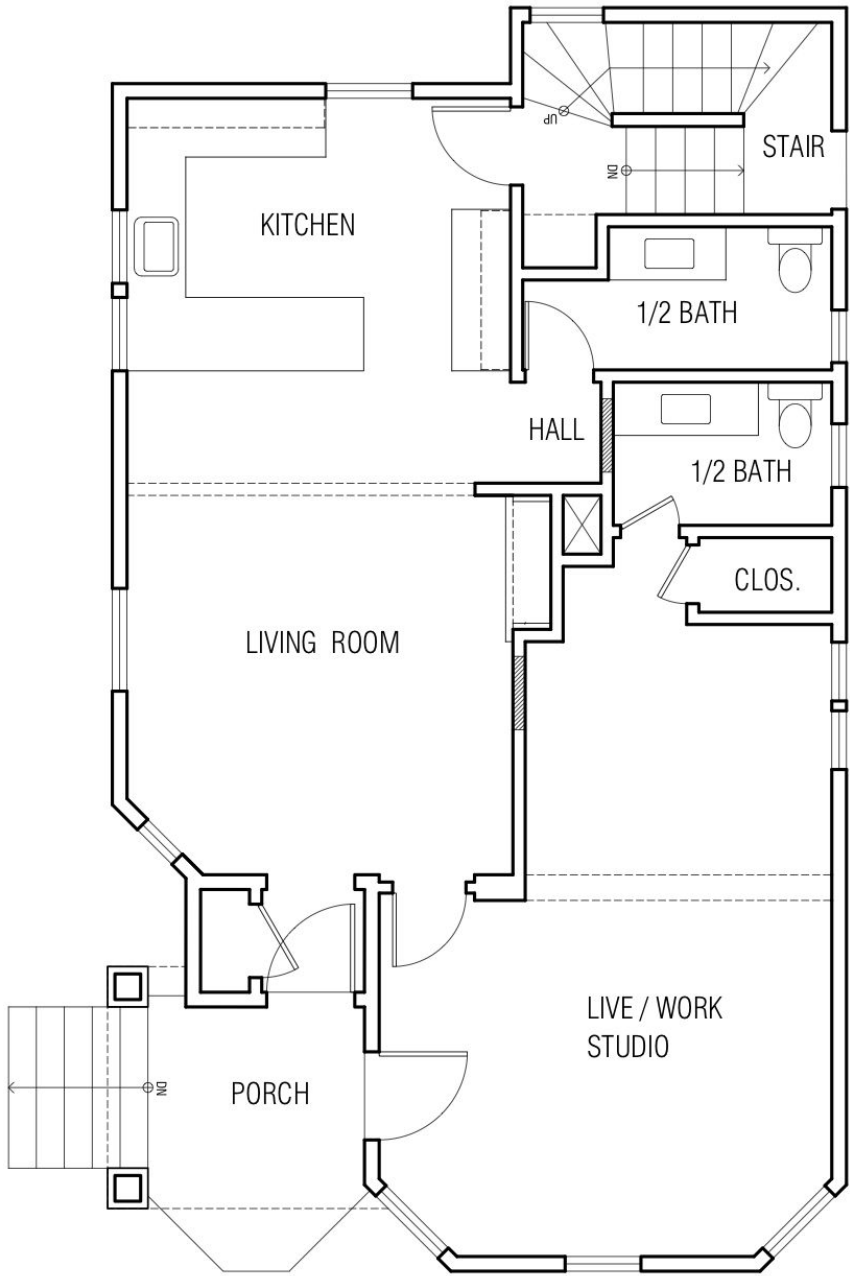 UP
STAIR
DN
KITCHEN
1/2 BATH
HALL
1/2 BATH
CLOS.
LIVING ROOM
LIVE / WORK
STUDIO
DN
PORCH